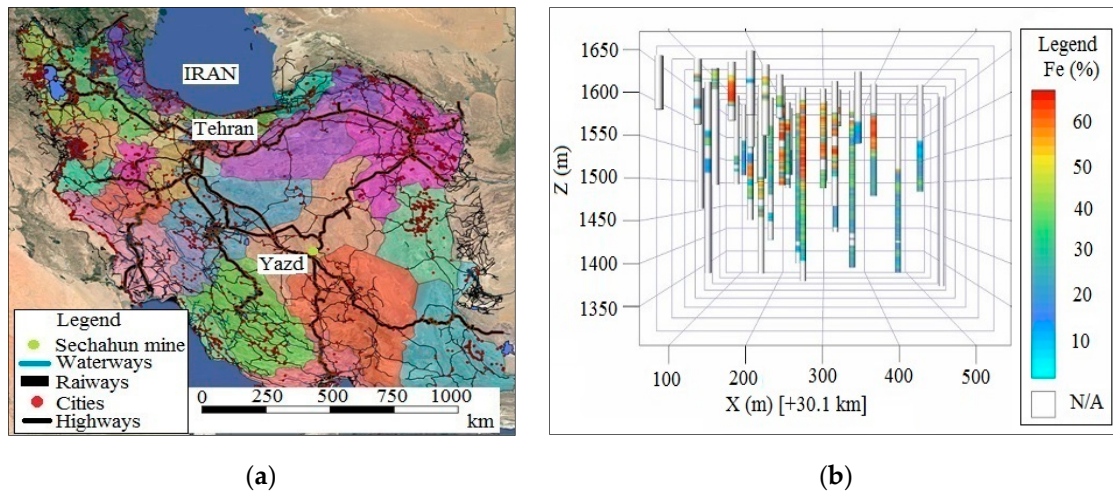 IRAN
Tehran
Yazd
Legend
Sechahun mine
Waterways
Raiways
Cities
Highways
0 250 500 750 1000
km
(a)
1650
1600
1550
1500
1450
1400
1350
Z (m)
100 200 300 400 500
X (m) [+30.1 km]
Legend
Fe (%)
60
50
40
30
20
10
N/A
(b)